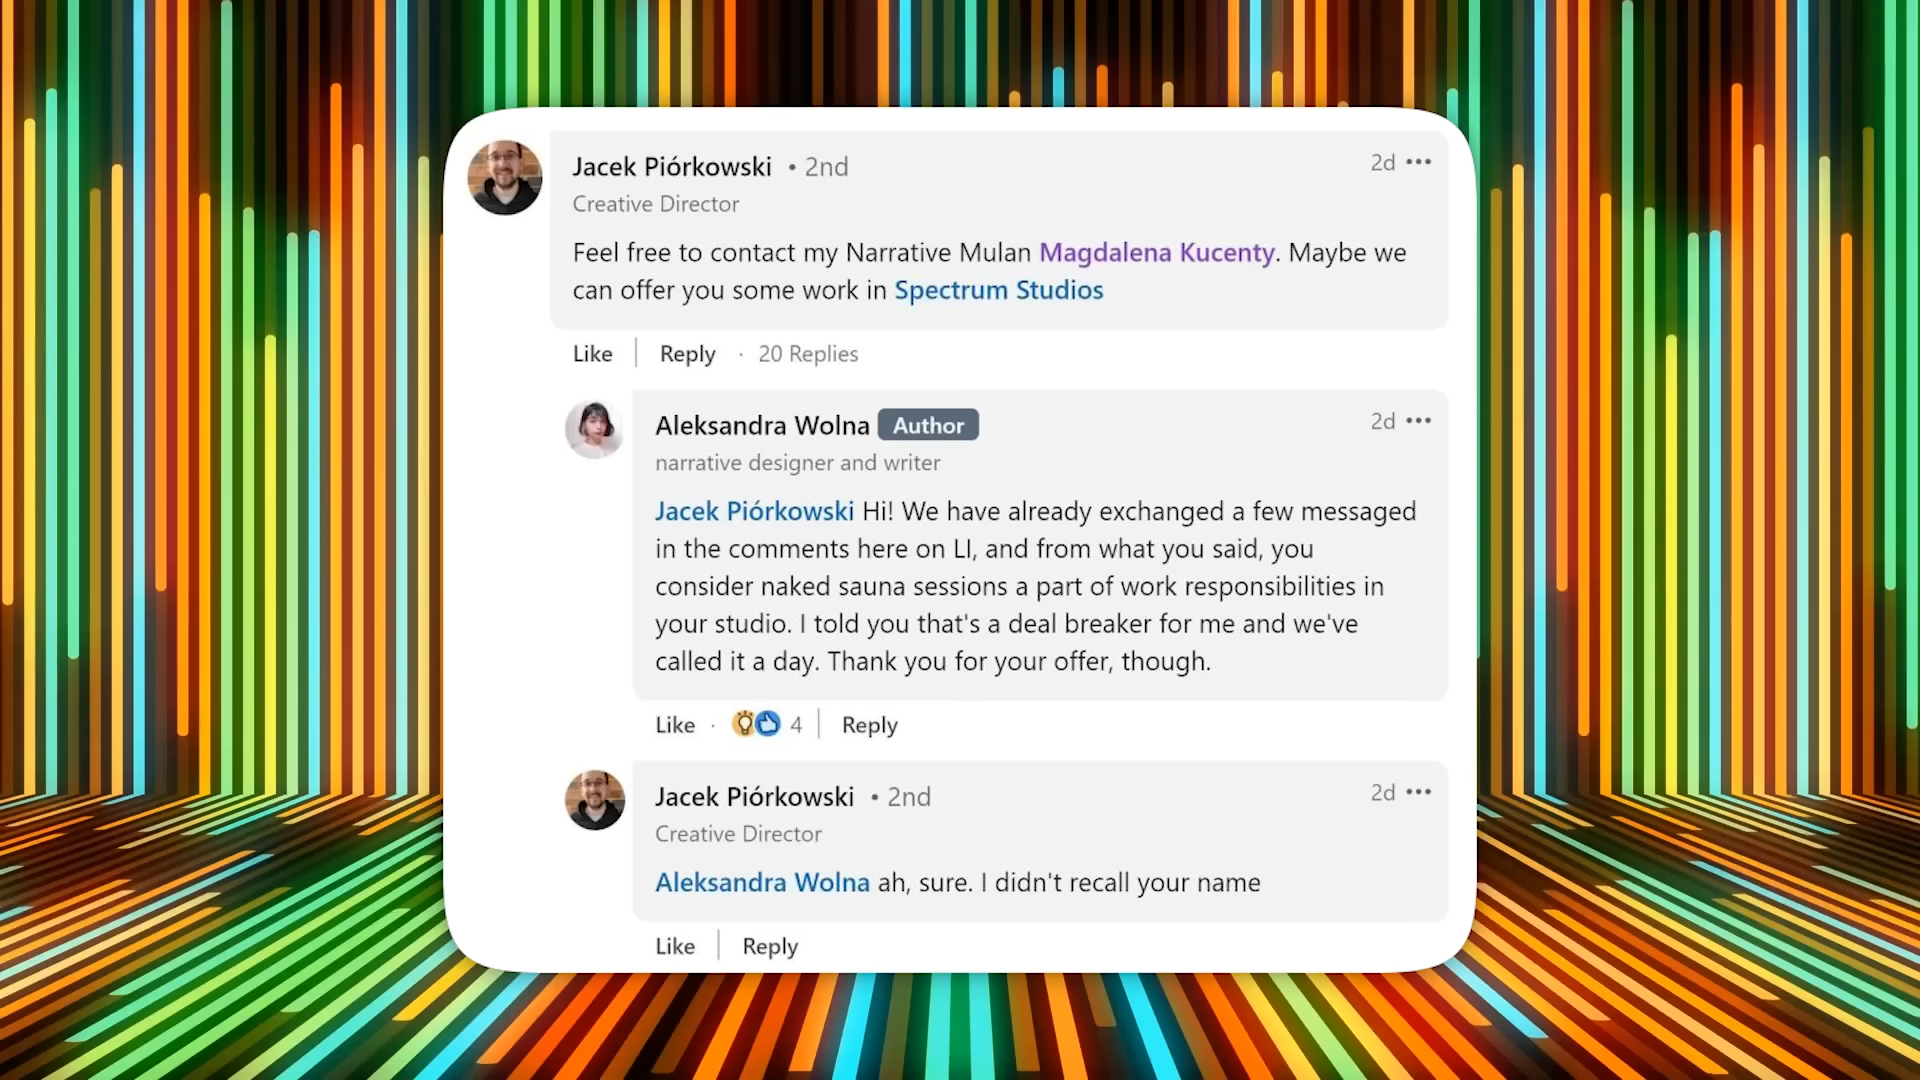 Jacek Piórkowski • 2nd
2d •••
Creative Director
Feel free to contact my Narrative Mulan Magdalena Kucenty. Maybe we
can offer you some work in Spectrum Studios
Like | Reply · 20 Replies
Aleksandra Wolna Author
2d •••
narrative designer and writer
Jacek Piórkowski Hi! We have already exchanged a few messaged
in the comments here on LI, and from what you said, you
consider naked sauna sessions a part of work responsibilities in
your studio. I told you that's a deal breaker for me and we've
called it a day. Thank you for your offer, though.
Like · 4 | Reply
Jacek Piórkowski • 2nd
2d •••
Creative Director
Aleksandra Wolna ah, sure. I didn't recall your name
Like | Reply